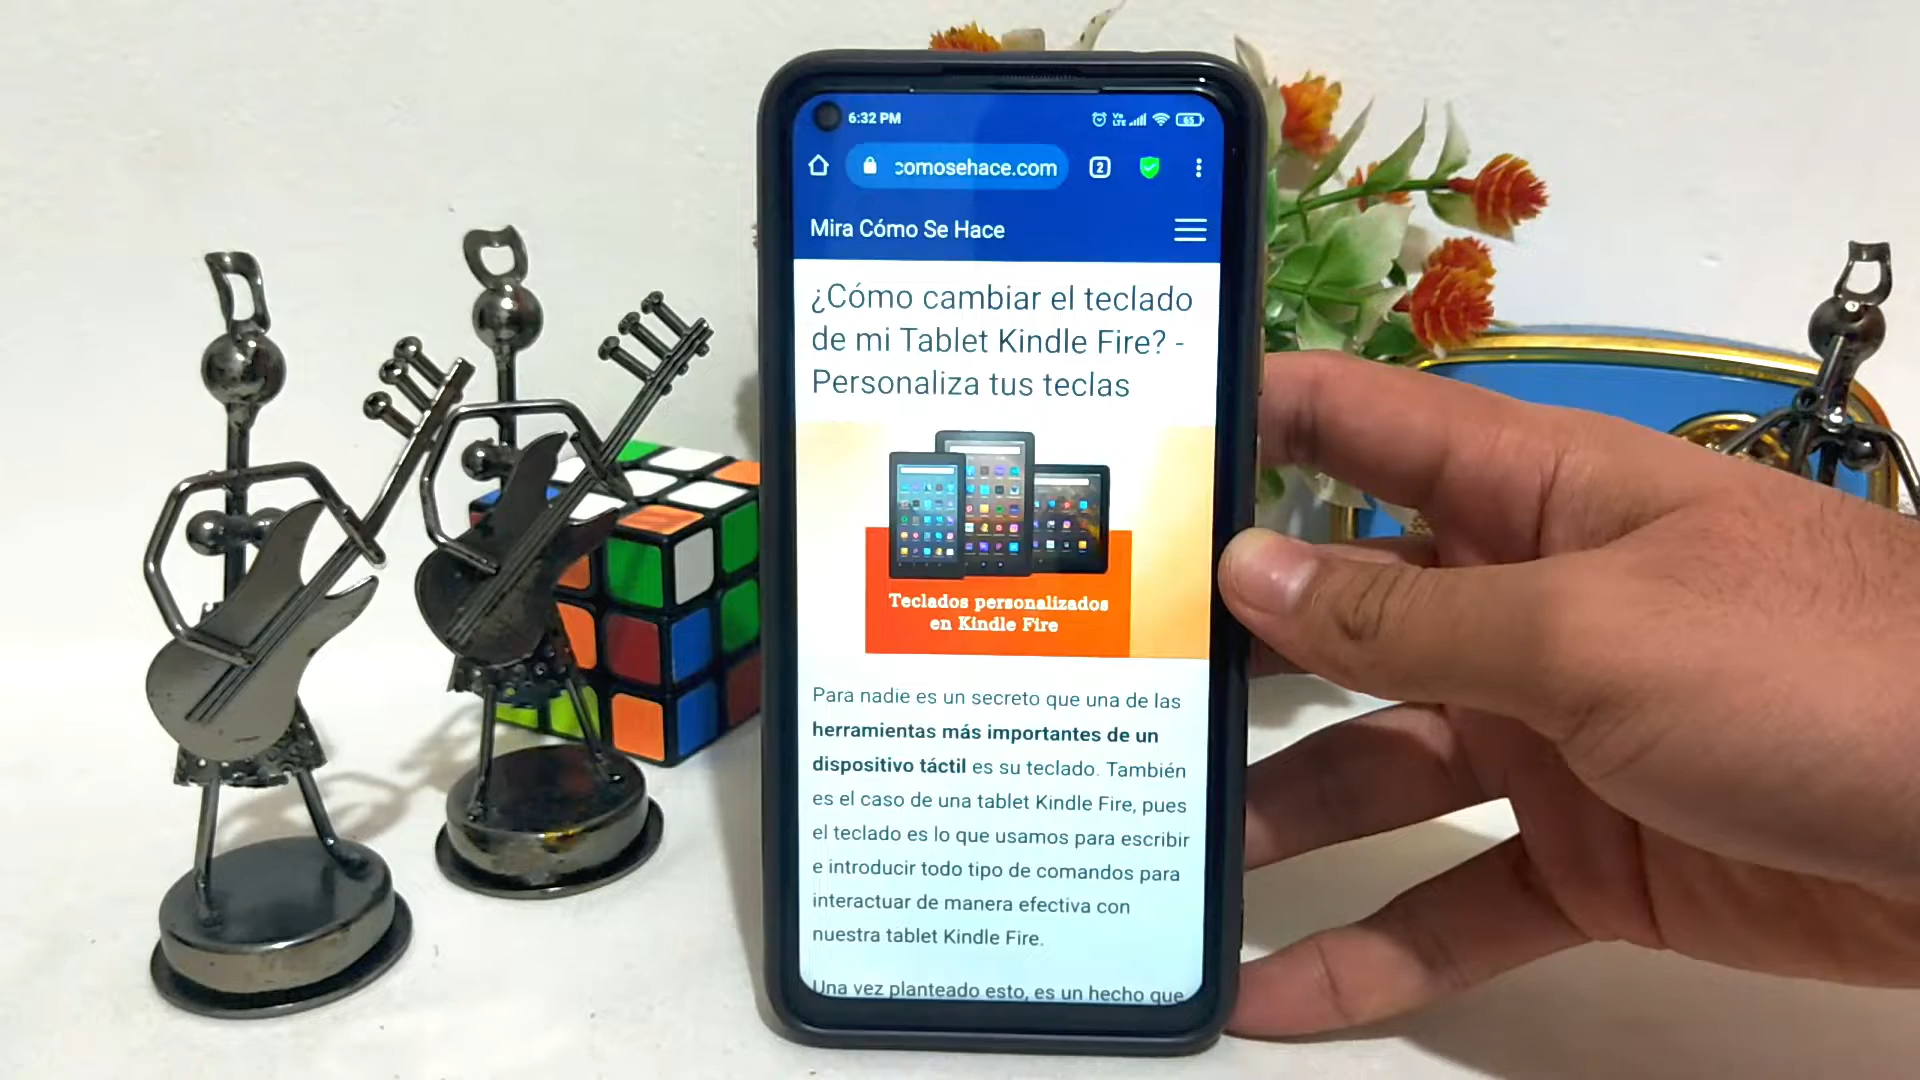 6:32 PM
Vo
LTE
65
comosehace.com
2
Mira Cómo Se Hace
¿Cómo cambiar el teclado
de mi Tablet Kindle Fire? -
Personaliza tus teclas
Teclados personalizados
en Kindle Fire
Para nadie es un secreto que una de las
herramientas más importantes de un
dispositivo táctil es su teclado. También
es el caso de una tablet Kindle Fire, pues
el teclado es lo que usamos para escribir
e introducir todo tipo de comandos para
interactuar de manera efectiva con
nuestra tablet Kindle Fire.
Una vez planteado esto, es un hecho que